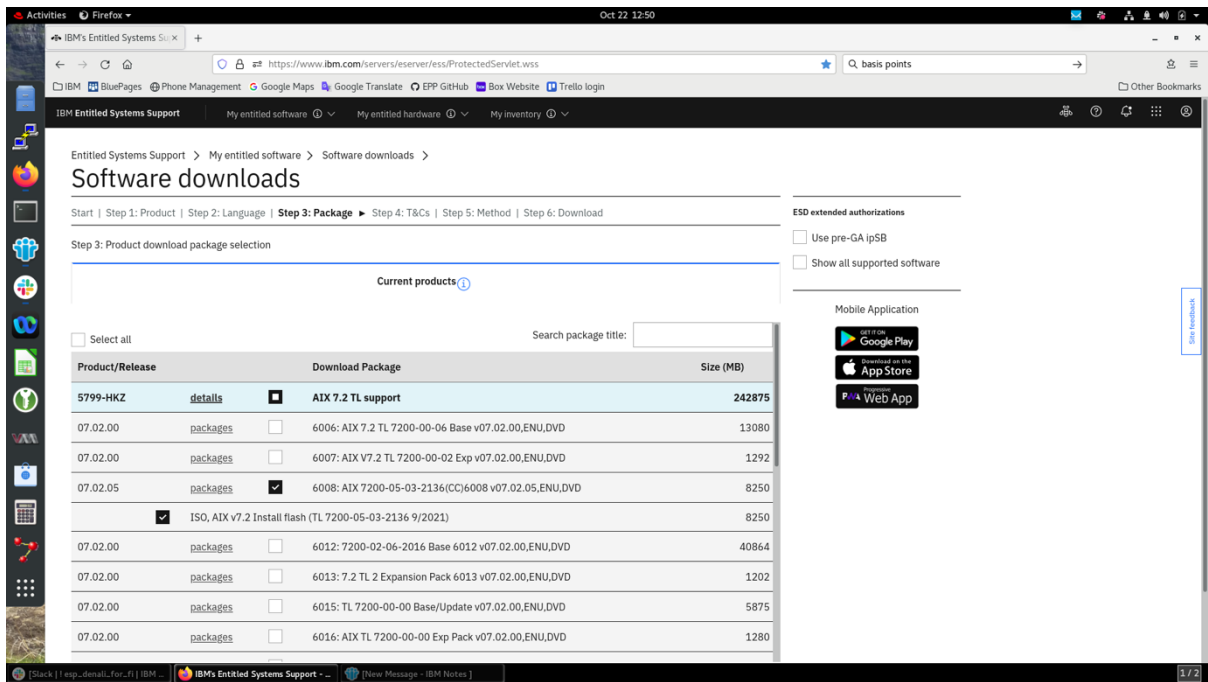 Activities Firefox Oct 22 12:50
IBM's Entitled Systems Su
https://www.ibm.com/servers/eserver/ess/ProtectedServlet.wss basis points
IBM BluePages Phone Management Google Maps Google Translate EPP GitHub Box Website Trello login Other Bookmarks
IBM Entitled Systems Support My entitled software My entitled hardware My inventory
Entitled Systems Support > My entitled software > Software downloads >
Software downloads
Start | Step 1: Product | Step 2: Language | Step 3: Package ► Step 4: T&Cs | Step 5: Method | Step 6: Download
Step 3: Product download package selection
Current products
Select all Search package title:
Product/Release Download Package Size (MB)
5799-HKZ details AIX 7.2 TL support 242875
07.02.00 packages 6006: AIX 7.2 TL 7200-00-06 Base v07.02.00,ENU,DVD 13080
07.02.00 packages 6007: AIX V7.2 TL 7200-00-02 Exp v07.02.00,ENU,DVD 1292
07.02.05 packages 6008: AIX 7200-05-03-2136(CC)6008 v07.02.05,ENU,DVD 8250
ISO, AIX v7.2 Install flash (TL 7200-05-03-2136 9/2021) 8250
07.02.00 packages 6012: 7200-02-06-2016 Base 6012 v07.02.00,ENU,DVD 40864
07.02.00 packages 6013: 7.2 TL 2 Expansion Pack 6013 v07.02.00,ENU,DVD 1202
07.02.00 packages 6015: TL 7200-00-00 Base/Update v07.02.00,ENU,DVD 5875
07.02.00 packages 6016: AIX TL 7200-00-00 Exp Pack v07.02.00,ENU,DVD 1280
ESD extended authorizations
Use pre-GA ipSB
Show all supported software
Mobile Application
GET IT ON
Google Play
Download on the
App Store
Progressive
PWA Web App
Site feedback
[Slack | ! esp_denali_for_fi | IBM ... IBM's Entitled Systems Support - ... [New Message - IBM Notes ] 1 / 2